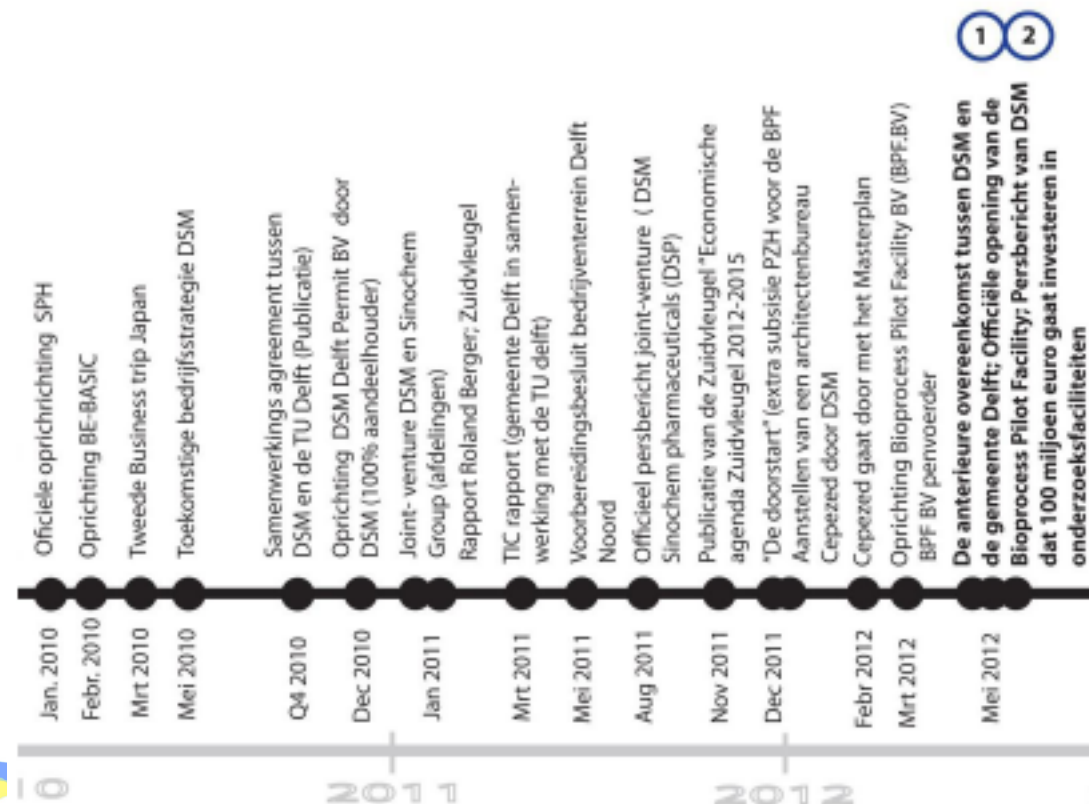 1 2
Jan. 2010
Oficiele oprichrichting SPH
Febr. 2010
Oprichting BE-BASIC
Mrt 2010
Tweede Business trip Japan
Mei 2010
Toekomstige bedrijfsstrategie DSM
Q4 2010
Samenwerkings agreement tussen
DSM en de TU Delft (Publicatie)
Dec 2010
Oprichting DSM Delft Permit BV door
DSM (100% aandeelhouder)
Jan 2011
Joint- venture DSM en Sinochem
Group (afdelingen)
Rapport Roland Berger; Zuidvleugel
Mrt 2011
TIC rapport (gemeente Delft in samen-
werking met de TU delft)
Mei 2011
Voorbereidingsbesluit bedrijventerrein Delft
Noord
Aug 2011
Officieel persbericht joint-venture ( DSM
Sinochem pharmaceuticals (DSP)
Nov 2011
Publicatie van de Zuidvleugel "Economische
agenda Zuidvleugel 2012-2015
Dec 2011
"De doorstart" (extra subsisie PZH voor de BPF
Aanstellen van een architectenbureau
Cepezed door DSM
Febr 2012
Cepezed gaat door met het Masterplan
Mrt 2012
Oprichting Bioprocess Pilot Facility BV (BPF.BV)
BPF BV penvoerder
Mei 2012
De anterieure overeenkomst tussen DSM en
de gemeente Delft; Officiële opening van de
Bioprocess Pilot Facility; Persbericht van DSM
dat 100 miljoen euro gaat investeren in
onderzoeksfaciliteiten
0
2011
2012